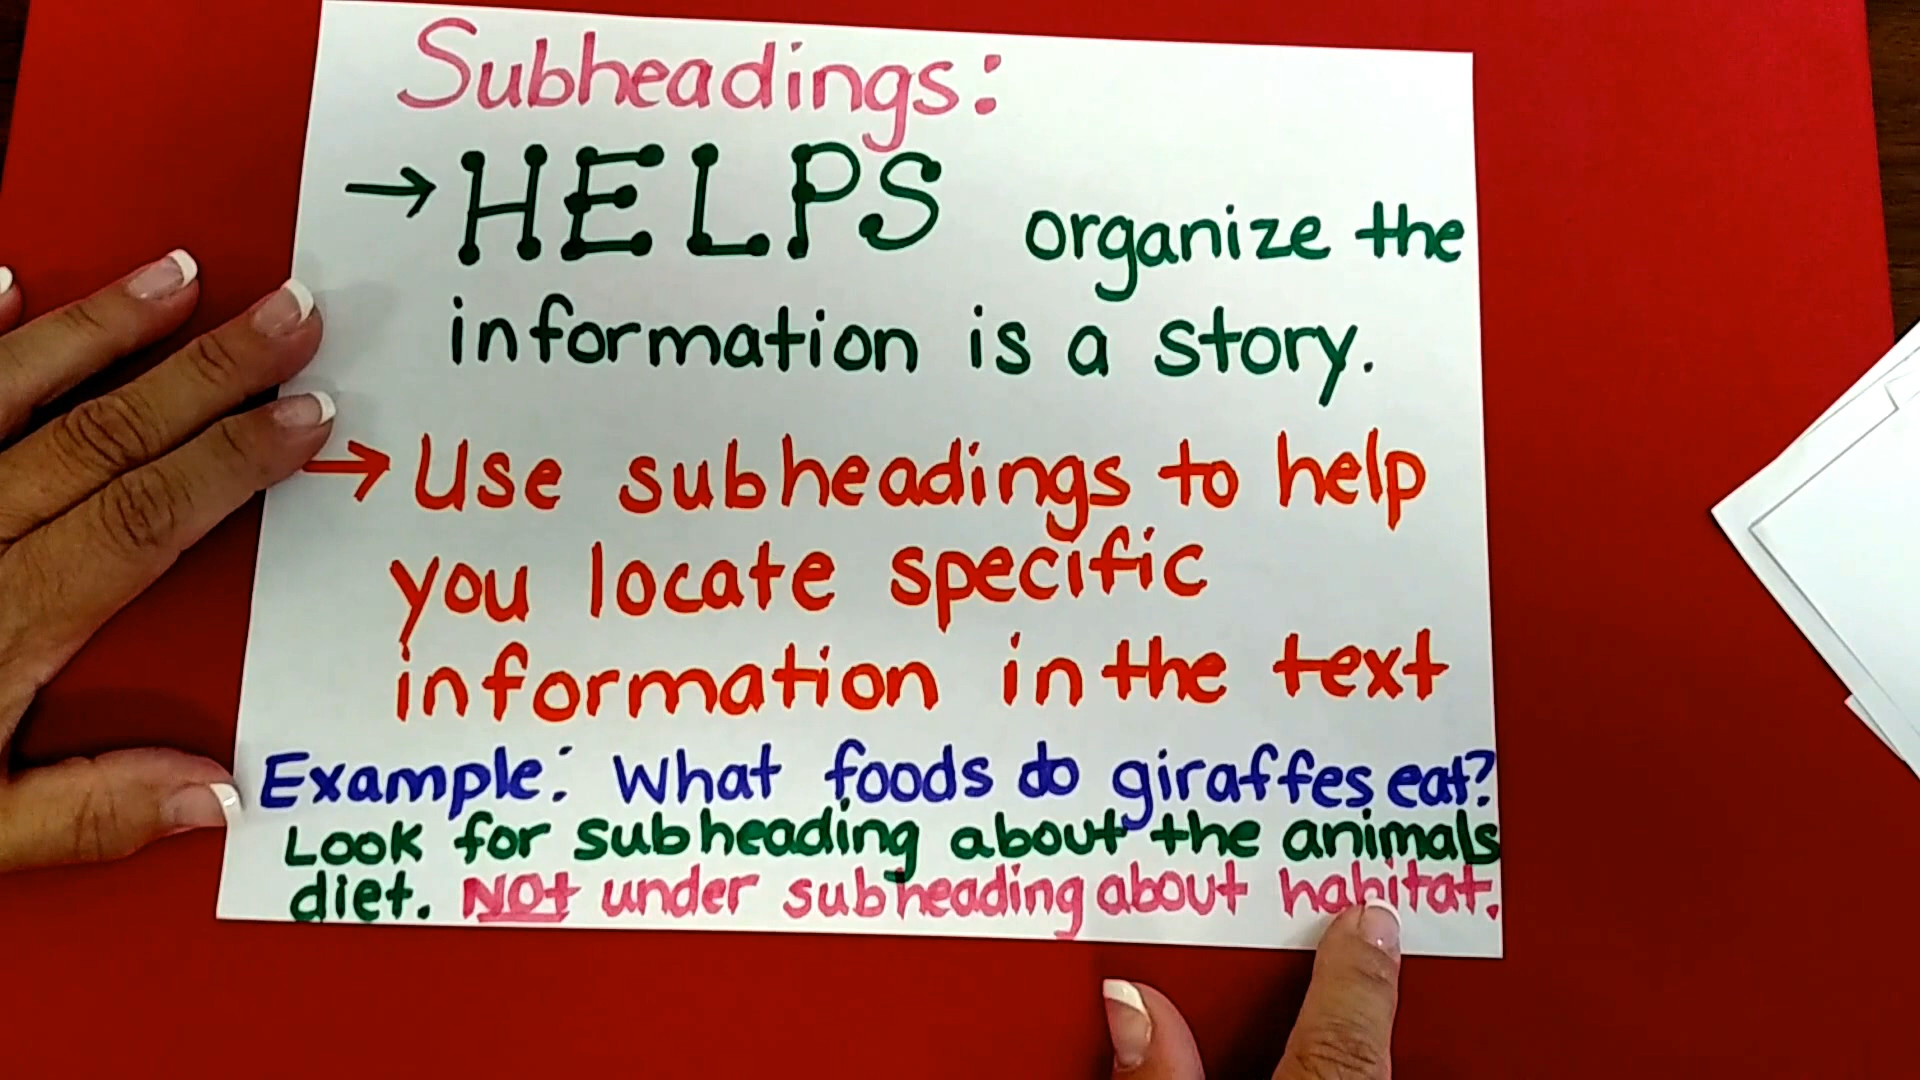 Subheadings:
→ HELPS organize the
information is a story.
→ Use subheadings to help
you locate specific
information in the text
Example: What foods do giraffes eat?
Look for subheading about the animals
diet. NOt under subheading about habitat.